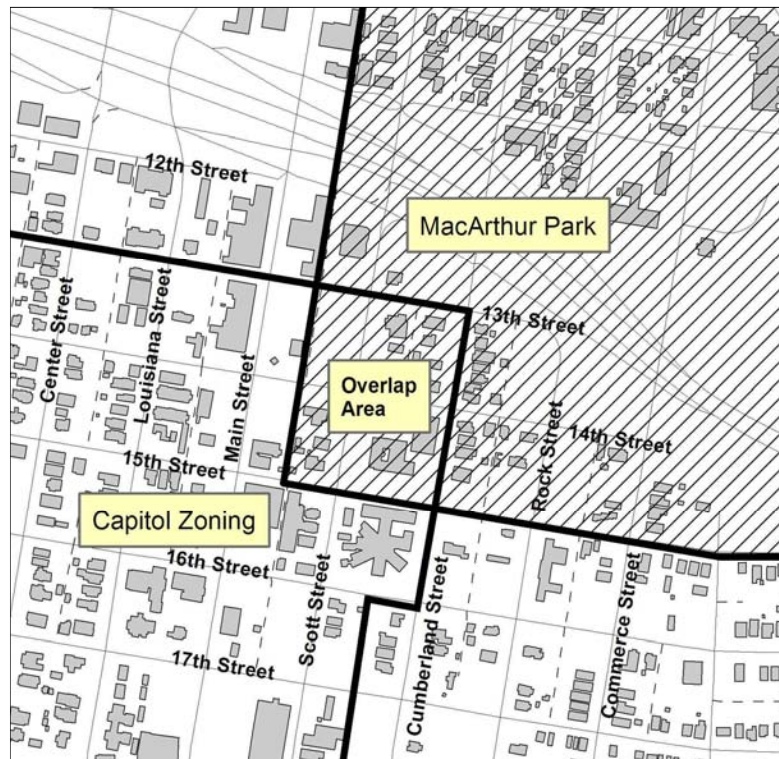 12th Street
MacArthur Park
13th Street
Center Street
Louisiana Street
Main Street
Overlap
Area
14th Street
Rock Street
15th Street
Capitol Zoning
16th Street
Scott Street
Cumberland Street
Commerce Street
17th Street